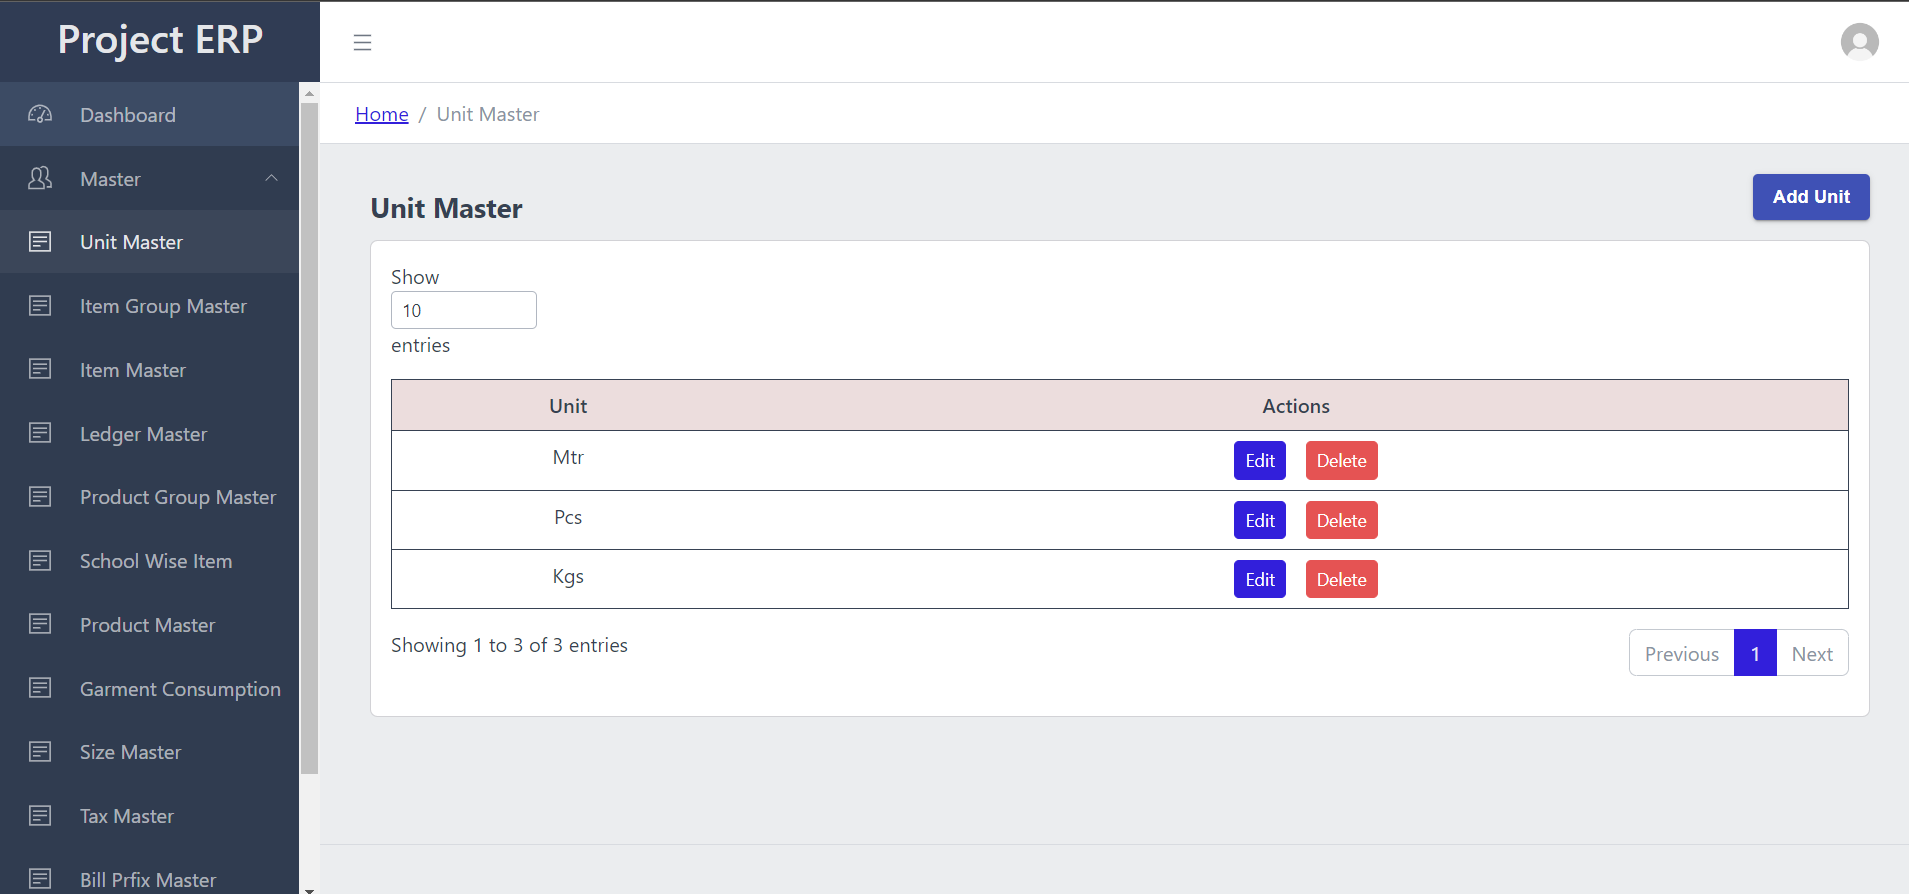 Project ERP
Dashboard
Master
Unit Master
Item Group Master
Item Master
Ledger Master
Product Group Master
School Wise Item
Product Master
Garment Consumption
Size Master
Tax Master
Bill Prfix Master
Home / Unit Master
Unit Master
Add Unit
Show
10
entries
Unit Actions
Mtr Edit Delete
Pcs Edit Delete
Kgs Edit Delete
Showing 1 to 3 of 3 entries
Previous 1 Next